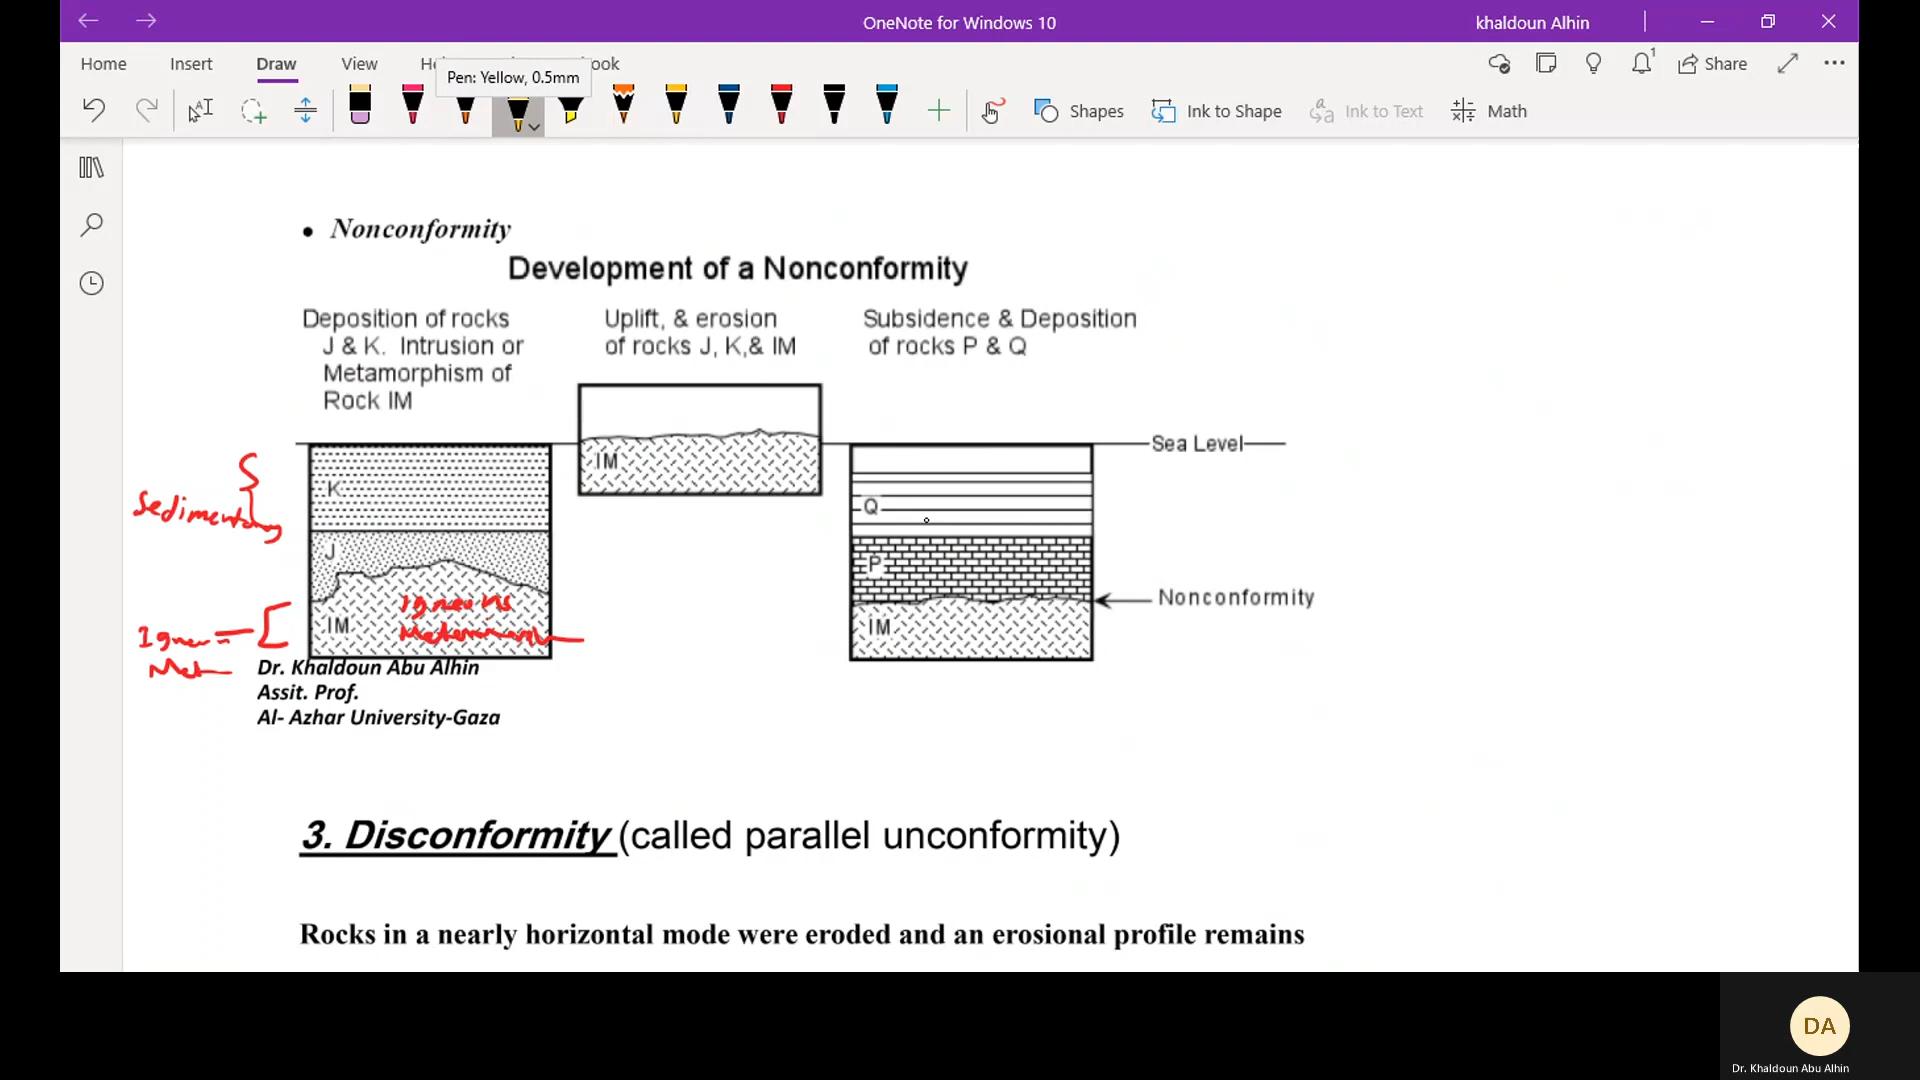 OneNote for Windows 10
khaldoun Alhin
Home
Insert
Draw
View
Pen: Yellow, 0.5mm
Share
Shapes
Ink to Shape
Ink to Text
Math
• Nonconformity
Development of a Nonconformity
Deposition of rocks
J & K. Intrusion or
Metamorphism of
Rock IM
Uplift, & erosion
of rocks J, K,& IM
Subsidence & Deposition
of rocks P & Q
Sea Level
K
J
IM
IM
Q
P
IM
Nonconformity
Sedimentary
Igneous
Dr. Khaldoun Abu Alhin
Assit. Prof.
Al- Azhar University-Gaza
3. Disconformity (called parallel unconformity)
Rocks in a nearly horizontal mode were eroded and an erosional profile remains
DA
Dr. Khaldoun Abu Alhin